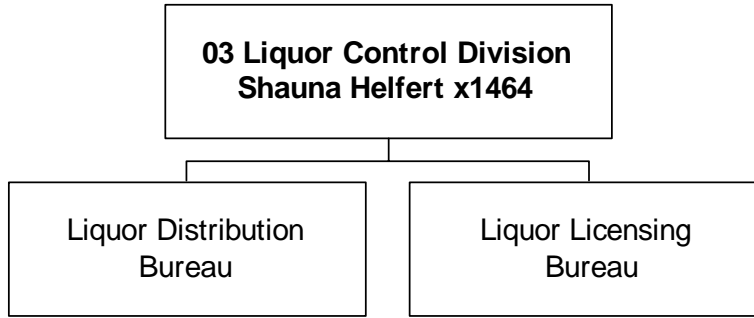 03 Liquor Control Division
Shauna Helfert x1464
Liquor Distribution
Bureau
Liquor Licensing
Bureau